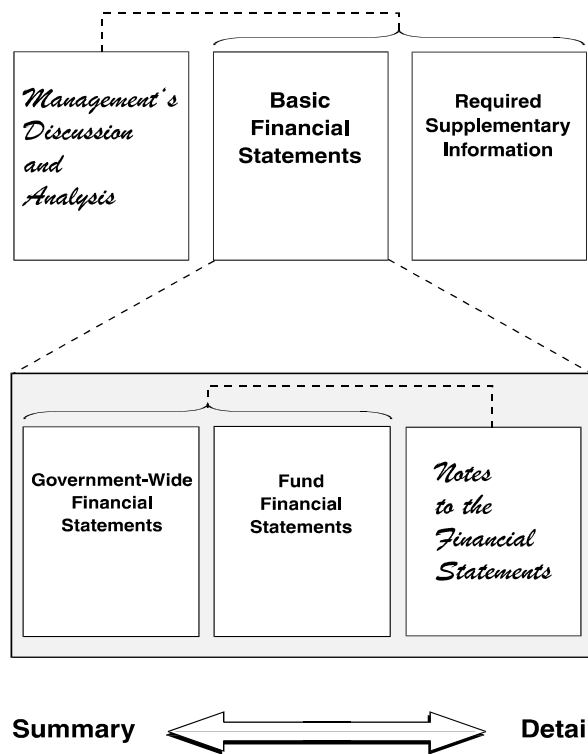 Management's
Discussion
and
Analysis
Basic
Financial
Statements
Required
Supplementary
Information
Government-Wide
Financial
Statements
Fund
Financial
Statements
Notes
to the
Financial
Statements
Summary
Detai